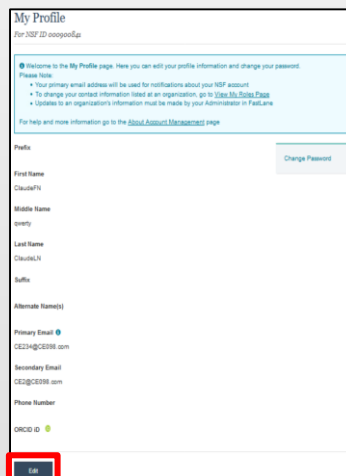 My Profile
For NSF ID 000900841
Welcome to the My Profile page. Here you can edit your profile information and change your password.
Please Note:
• Your primary email address will be used for notifications about your NSF account
• To change your contact information listed at an organization, go to View My Roles Page
• Updates to an organization's information must be made by your Administrator in FastLane
For help and more information go to the About Account Management page
Prefix
Change Password
First Name
ClaudeFN
Middle Name
qwerty
Last Name
ClaudeLN
Suffix
Alternate Name(s)
Primary Email
CE234@CE098.com
Secondary Email
CE2@CE098.com
Phone Number
ORCID iD
Edit